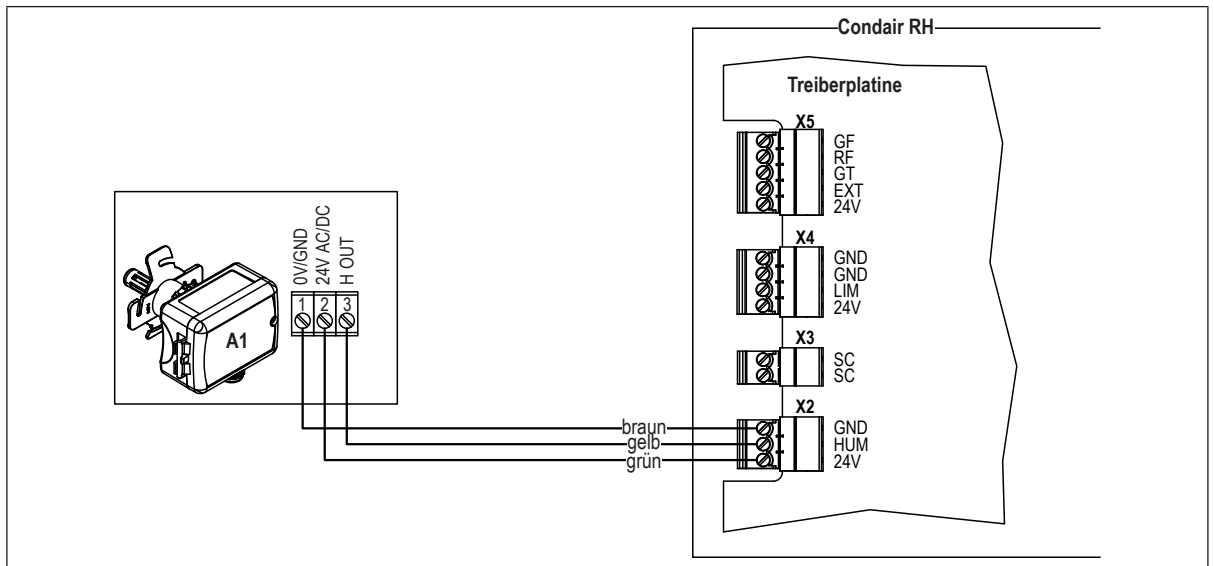 Condair RH
Treiberplatine
X5
GF
RF
GT
EXT
24V
X4
GND
GND
LIM
24V
X3
SC
SC
X2
GND
HUM
24V
0V/GND
24V AC/DC
H OUT
1 2 3
A1
braun
gelb
grün